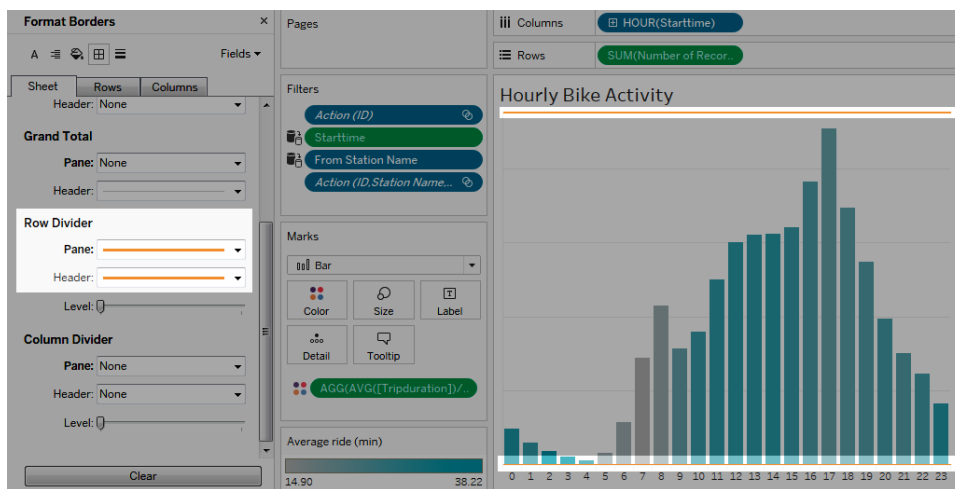 Format Borders ×
A Fields
Sheet Rows Columns
Header: None
Grand Total
Pane: None
Header:
Row Divider
Pane:
Header:
Level:
Column Divider
Pane: None
Header: None
Level:
Clear
Pages
Filters
Action (ID)
Starttime
From Station Name
Action (ID,Station Name,...
Marks
Bar
Color Size Label
Detail Tooltip
AGG(AVG([Tripduration])/..
Average ride (min)
14.90 38.22
iii Columns HOUR(Starttime)
Rows SUM(Number of Recor..
Hourly Bike Activity
0 1 2 3 4 5 6 7 8 9 10 11 12 13 14 15 16 17 18 19 20 21 22 23